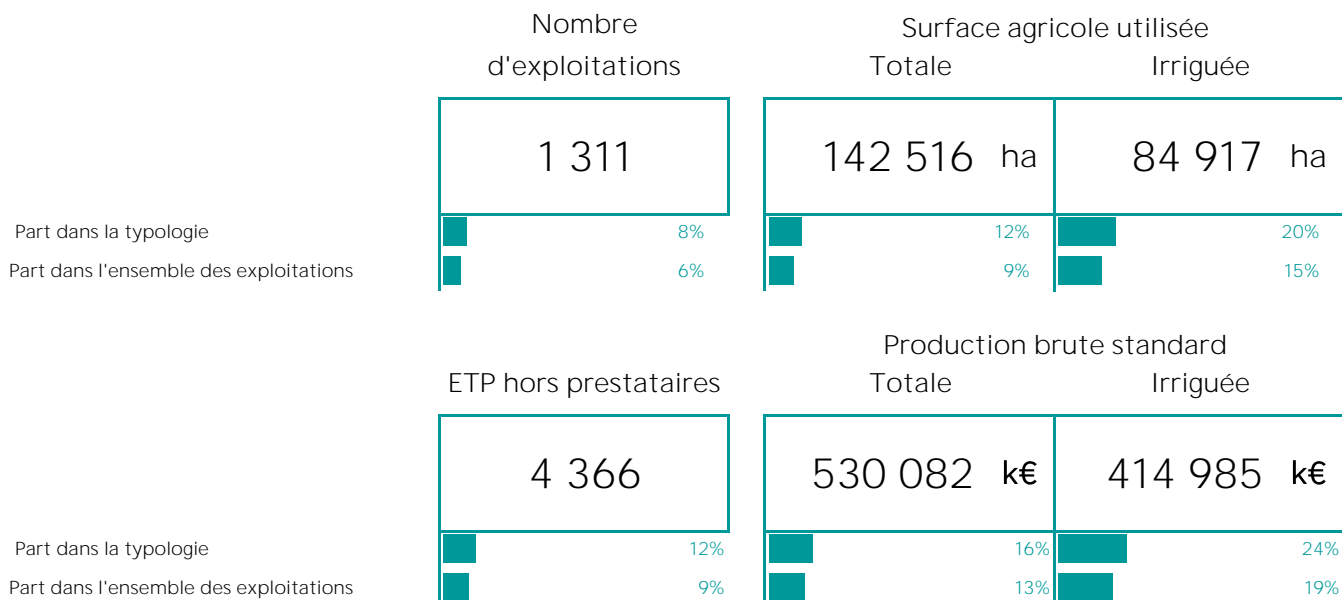 Nombre
d'exploitations
Surface agricole utilisée
Totale Irriguée
1 311 142 516 ha 84 917 ha
Part dans la typologie 8% 12% 20%
Part dans l'ensemble des exploitations 6% 9% 15%
Production brute standard
ETP hors prestataires Totale Irriguée
4 366 530 082 k€ 414 985 k€
Part dans la typologie 12% 16% 24%
Part dans l'ensemble des exploitations 9% 13% 19%